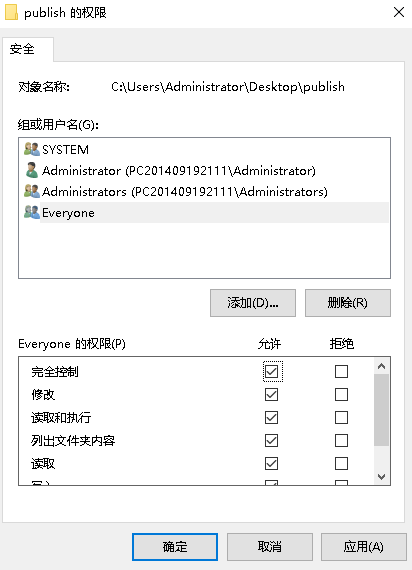 publish 的权限
安全
对象名称: C:\Users\Administrator\Desktop\publish
组或用户名(G):
SYSTEM
Administrator (PC201409192111\Administrator)
Administrators (PC201409192111\Administrators)
Everyone
添加(D)... 删除(R)
Everyone 的权限(P) 允许 拒绝
完全控制
修改
读取和执行
列出文件夹内容
读取
确定 取消 应用(A)